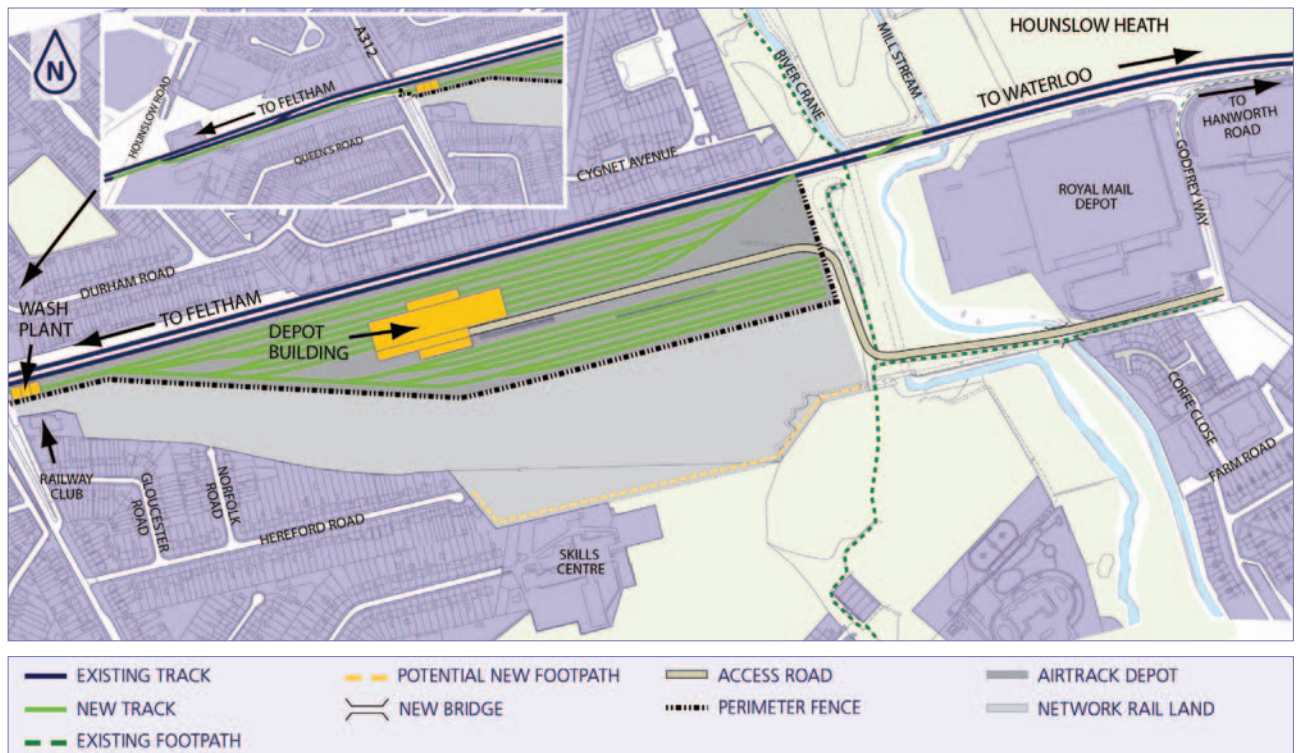 N
A312
HOUNSLOW ROAD
TO FELTHAM
QUEEN'S ROAD
HOUNSLOW HEATH
RIVER CRANE
MILL STREAM
TO WATERLOO
TO
HANWORTH
ROAD
GODFREY WAY
CYGNET AVENUE
ROYAL MAIL
DEPOT
DURHAM ROAD
WASH
PLANT
TO FELTHAM
DEPOT
BUILDING
CORFE CLOSE
FARM ROAD
RAILWAY
CLUB
GLOUCESTER
ROAD
NORFOLK
ROAD
HEREFORD ROAD
SKILLS
CENTRE
EXISTING TRACK
POTENTIAL NEW FOOTPATH
ACCESS ROAD
AIRTRACK DEPOT
NEW TRACK
NEW BRIDGE
PERIMETER FENCE
NETWORK RAIL LAND
EXISTING FOOTPATH